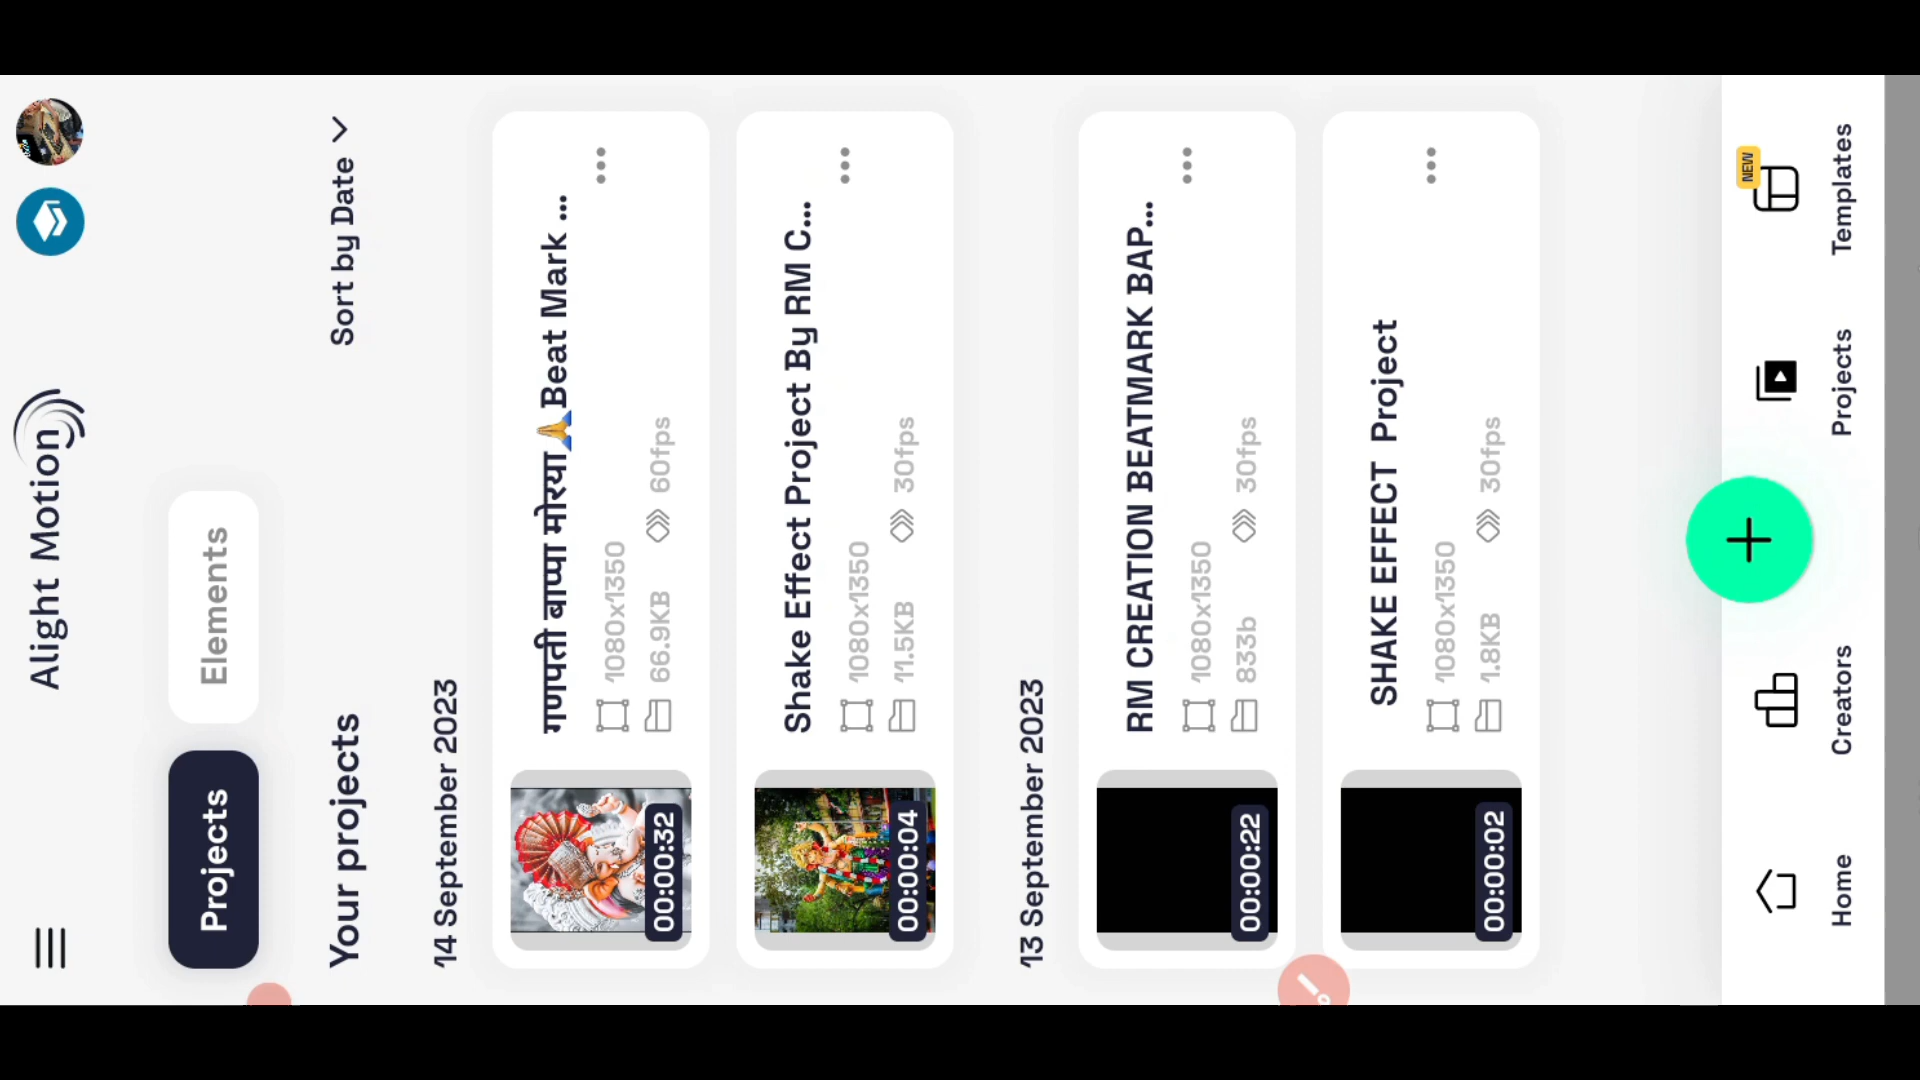 Alight Motion
Projects
Elements
Your projects
Sort by Date
14 September 2023
गणपती बाप्पा मोरया🙏Beat Mark ...
1080x1350
66.9KB
60fps
00:00:32
Shake Effect Project By RM C...
1080x1350
11.5KB
30fps
00:00:04
13 September 2023
RM CREATION BEATMARK BAP...
1080x1350
833b
30fps
00:00:22
SHAKE EFFECT Project
1080x1350
1.8KB
30fps
00:00:02
Home
Creators
Projects
NEW
Templates